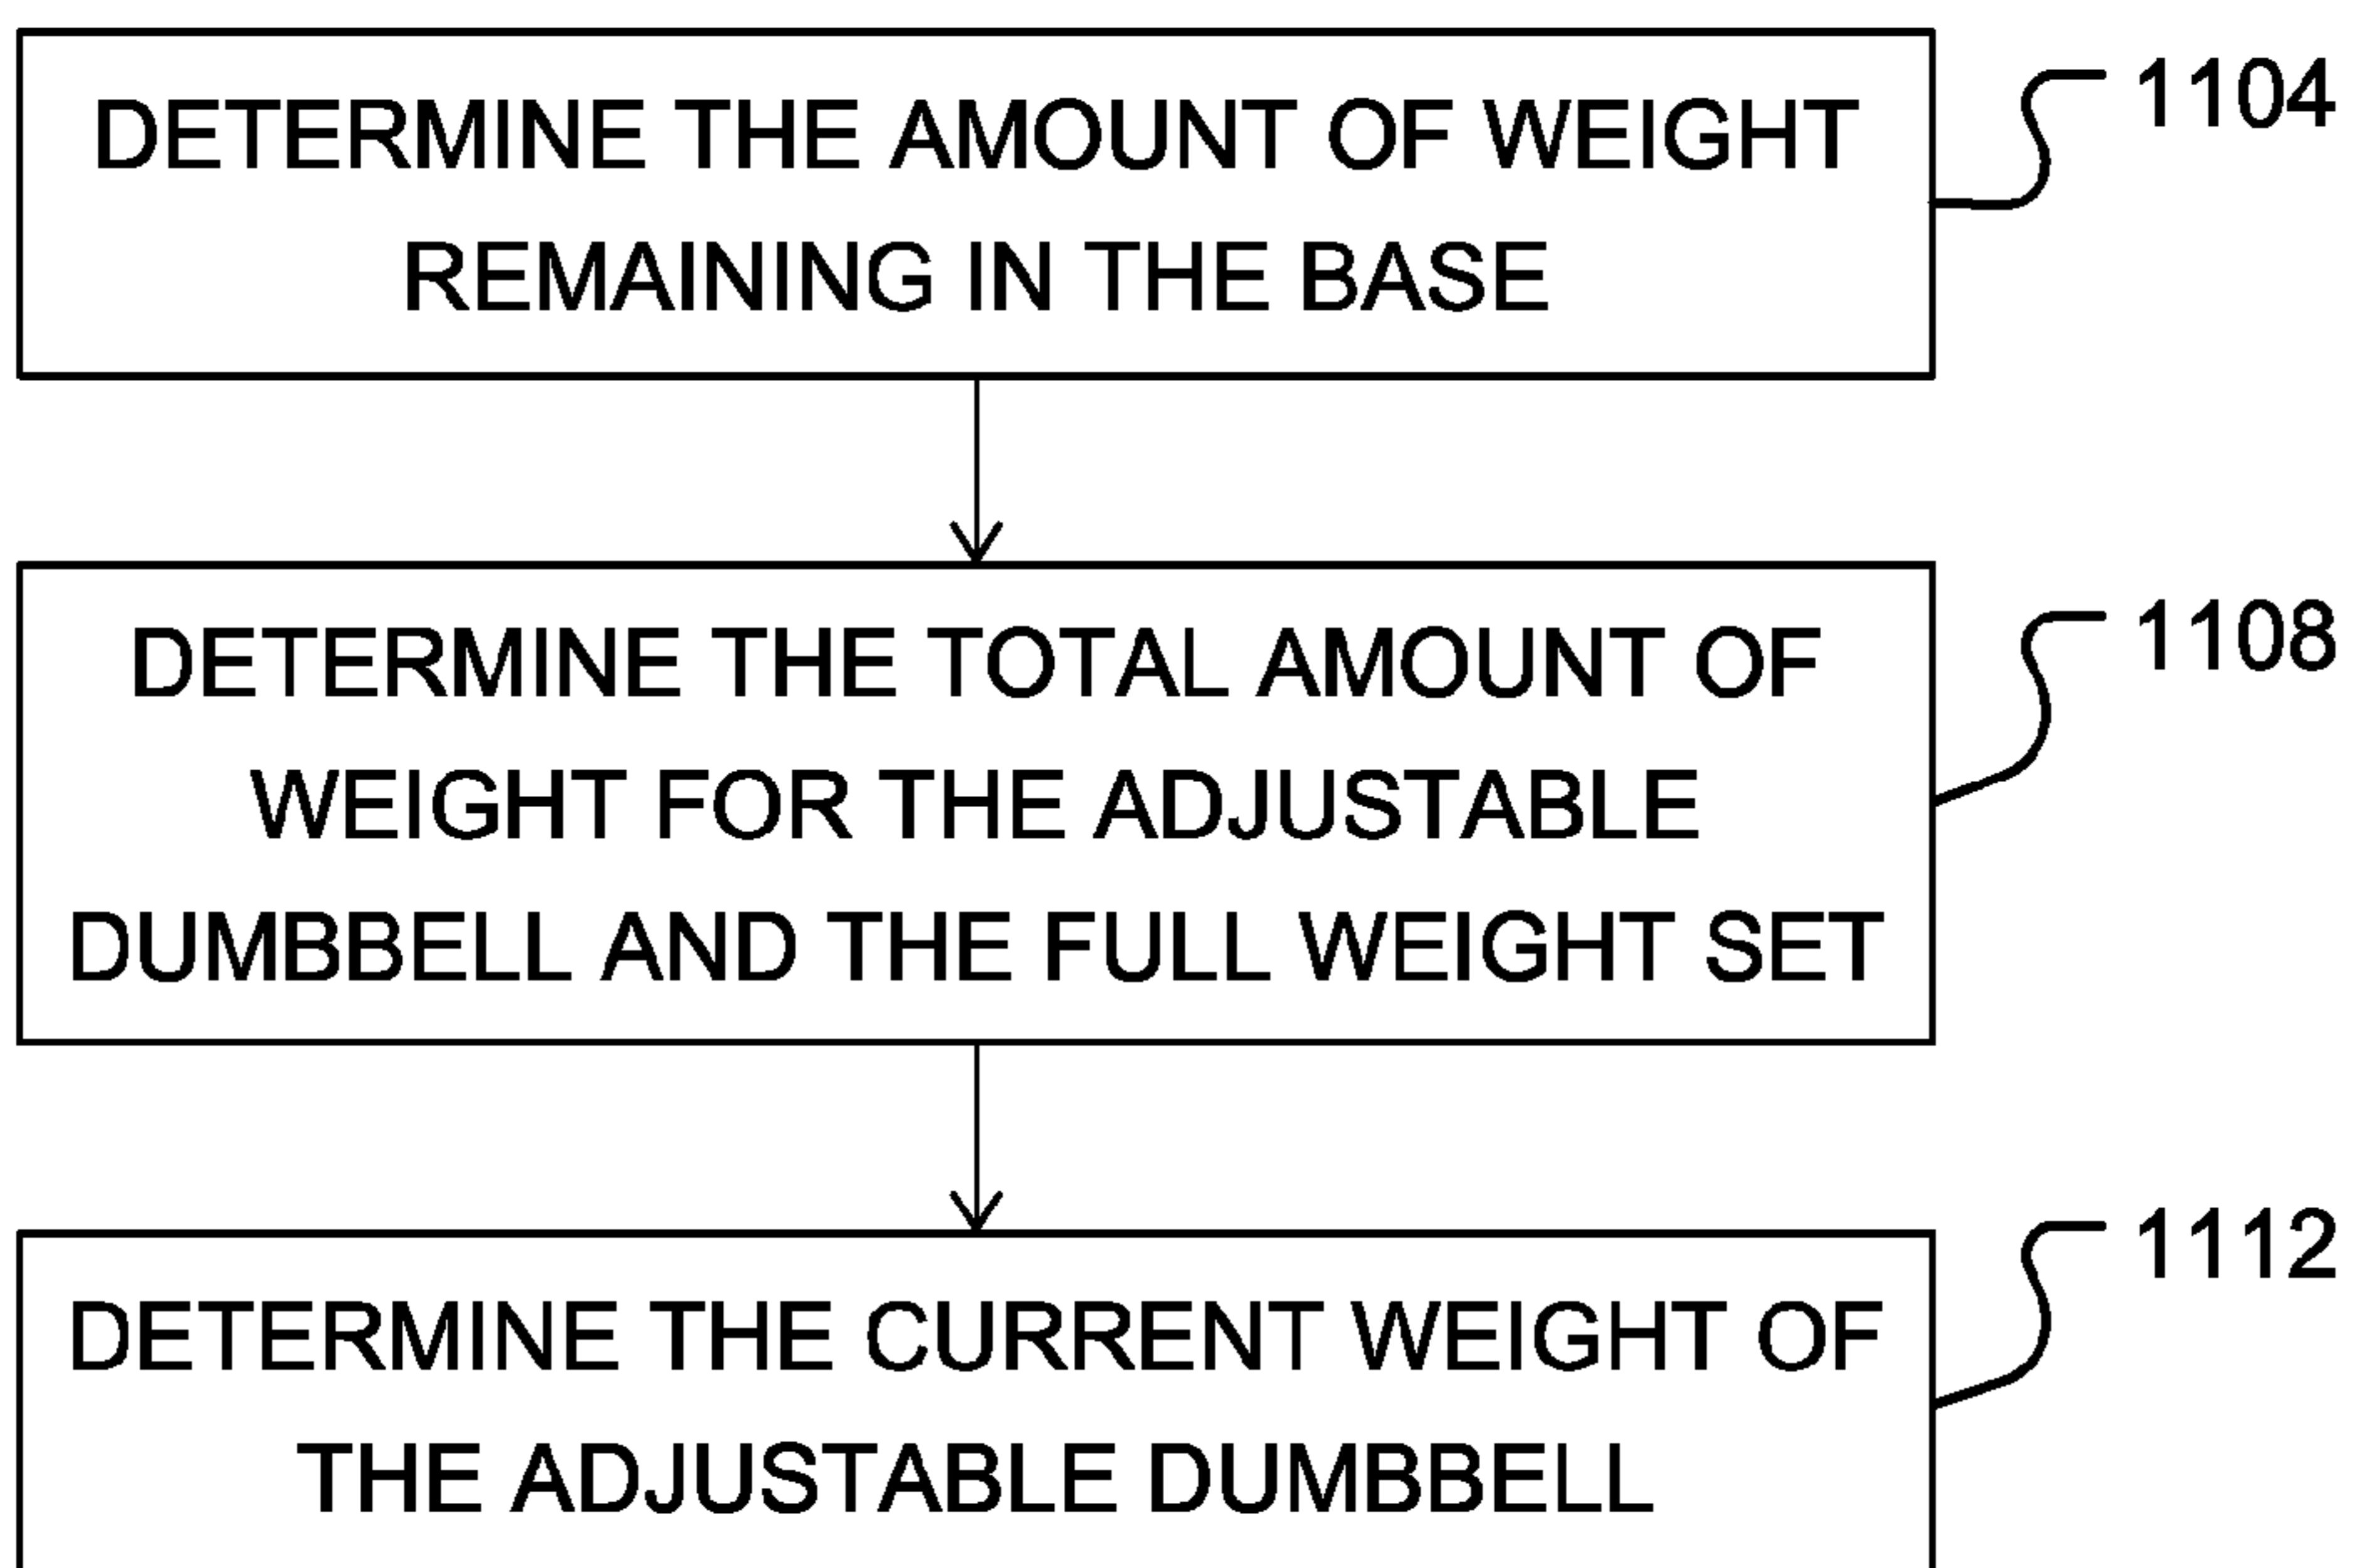 DETERMINE THE AMOUNT OF WEIGHT
REMAINING IN THE BASE
1104
DETERMINE THE TOTAL AMOUNT OF
WEIGHT FOR THE ADJUSTABLE
DUMBBELL AND THE FULL WEIGHT SET
1108
DETERMINE THE CURRENT WEIGHT OF
THE ADJUSTABLE DUMBBELL
1112